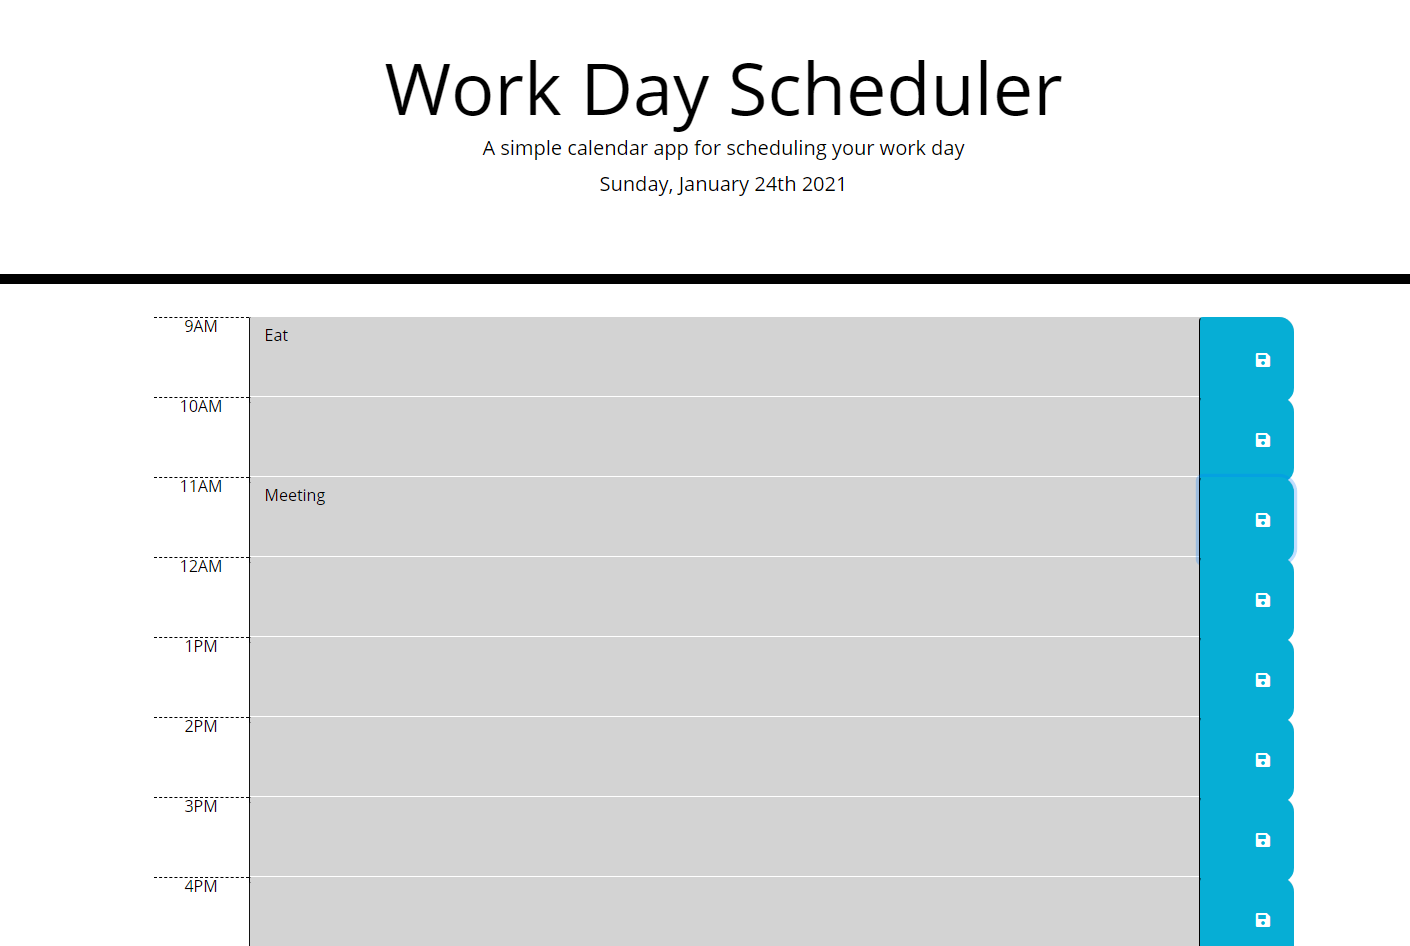 Work Day Scheduler
A simple calendar app for scheduling your work day
Sunday, January 24th 2021
9AM
Eat
10AM
11AM
Meeting
12AM
1PM
2PM
3PM
4PM